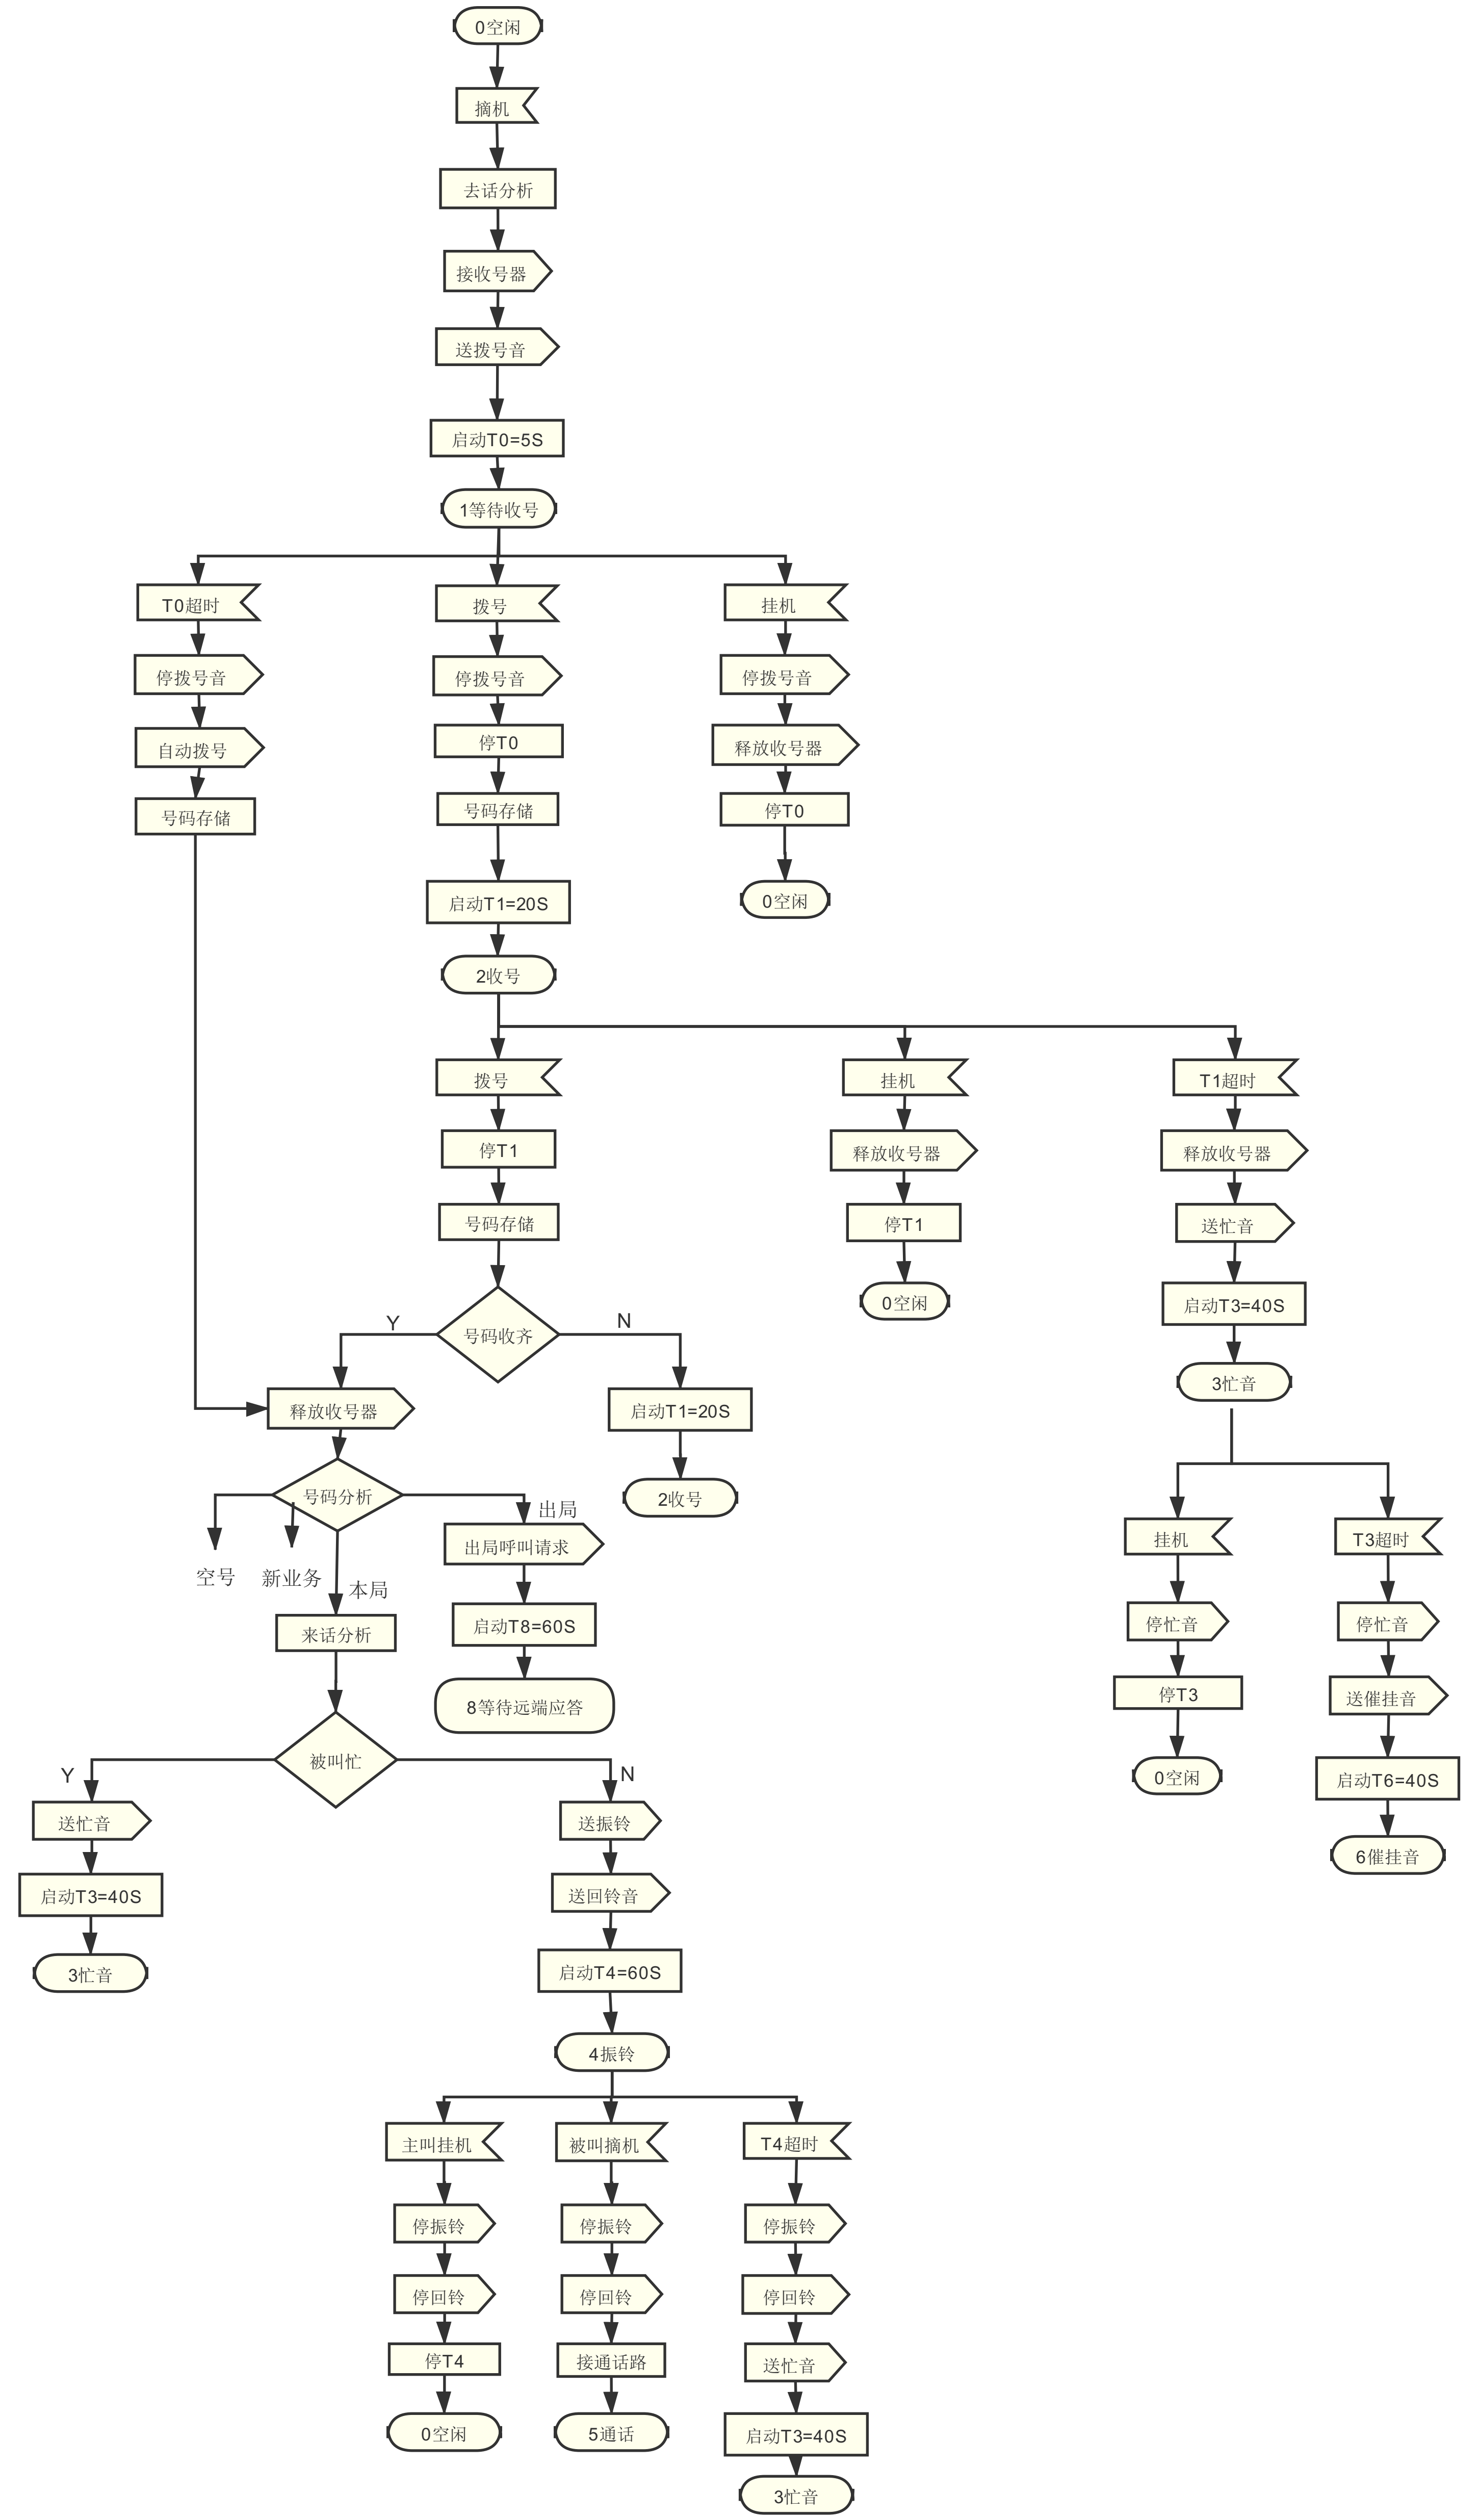 0空闲
摘机
去话分析
接收号器
送拨号音
启动T0=5S
1等待收号
T0超时
拨号
挂机
停拨号音
停拨号音
停拨号音
自动拨号
停T0
释放收号器
号码存储
号码存储
停T0
启动T1=20S
0空闲
2收号
拨号
挂机
T1超时
停T1
释放收号器
释放收号器
号码存储
停T1
送忙音
0空闲
启动T3=40S
Y
号码收齐
N
3忙音
释放收号器
启动T1=20S
号码分析
2收号
出局
出局呼叫请求
挂机
T3超时
空号
新业务
本局
启动T8=60S
停忙音
停忙音
来话分析
停T3
送催挂音
8等待远端应答
被叫忙
Y
N
0空闲
启动T6=40S
送忙音
送振铃
6催挂音
启动T3=40S
送回铃音
3忙音
启动T4=60S
4振铃
主叫挂机
被叫摘机
T4超时
停振铃
停振铃
停振铃
停回铃
停回铃
停回铃
停T4
接通话路
送忙音
0空闲
5通话
启动T3=40S
3忙音